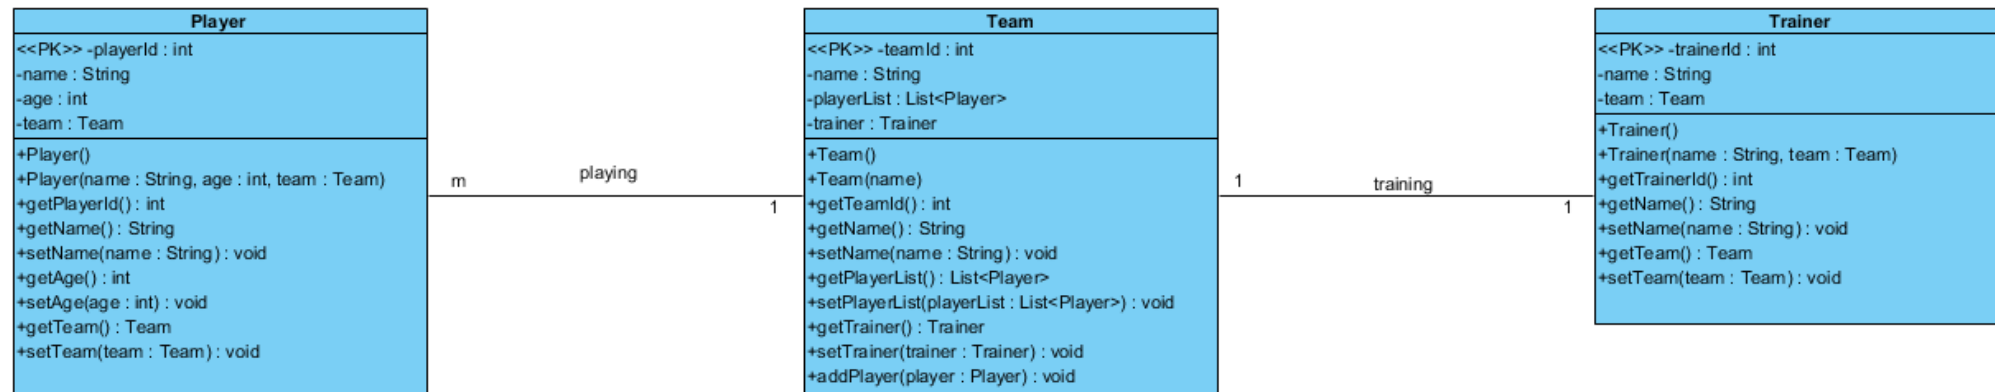 Player
<<PK>> -playerId : int
-name : String
-age : int
-team : Team
+Player()
+Player(name : String, age : int, team : Team)
+getPlayerId() : int
+getName() : String
+setName(name : String) : void
+getAge() : int
+setAge(age : int) : void
+getTeam() : Team
+setTeam(team : Team) : void
m
playing
1
Team
<<PK>> -teamId : int
-name : String
-playerList : List<Player>
-trainer : Trainer
+Team()
+Team(name)
+getTeamId() : int
+getName() : String
+setName(name : String) : void
+getPlayerList() : List<Player>
+setPlayerList(playerList : List<Player>) : void
+getTrainer() : Trainer
+setTrainer(trainer : Trainer) : void
+addPlayer(player : Player) : void
1
training
1
Trainer
<<PK>> -trainerId : int
-name : String
-team : Team
+Trainer()
+Trainer(name : String, team : Team)
+getTrainerId() : int
+getName() : String
+setName(name : String) : void
+getTeam() : Team
+setTeam(team : Team) : void